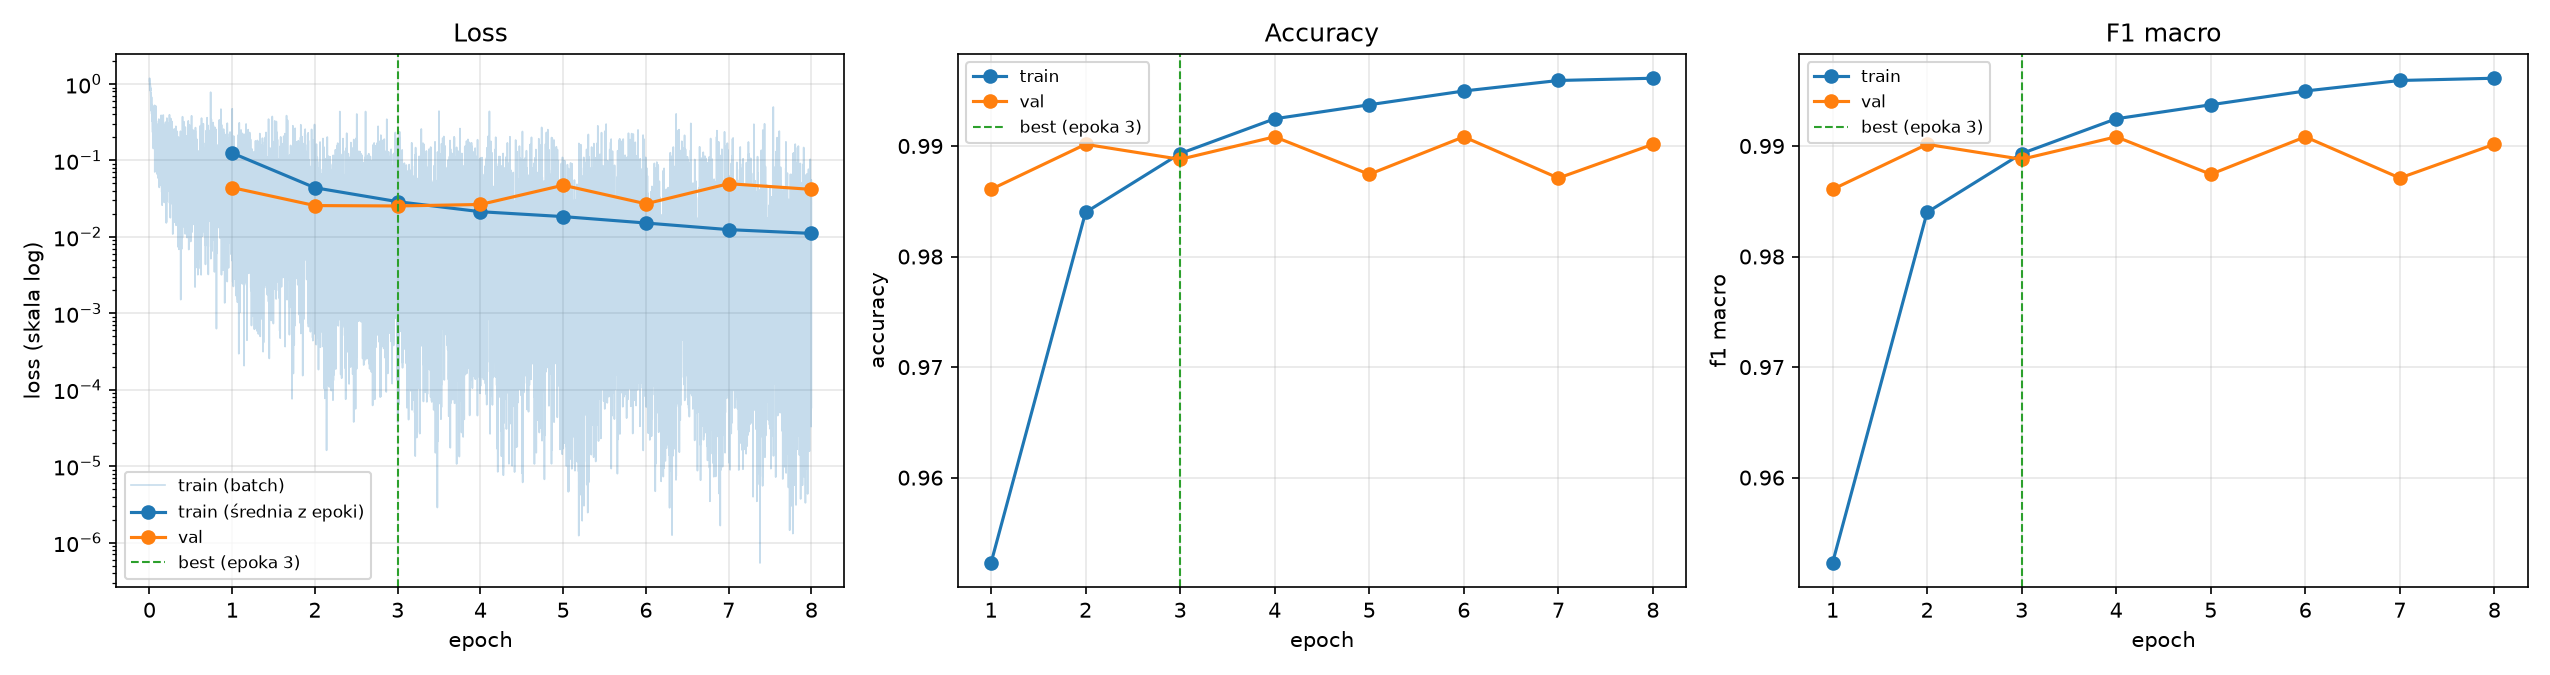 Loss
10^0
10^-1
10^-2
10^-3
10^-4
10^-5
10^-6
loss (skala log)
train (batch)
train (średnia z epoki)
val
best (epoka 3)
0 1 2 3 4 5 6 7 8
epoch
Accuracy
train
val
best (epoka 3)
0.99
0.98
0.97
0.96
accuracy
1 2 3 4 5 6 7 8
epoch
F1 macro
train
val
best (epoka 3)
0.99
0.98
0.97
0.96
f1 macro
1 2 3 4 5 6 7 8
epoch